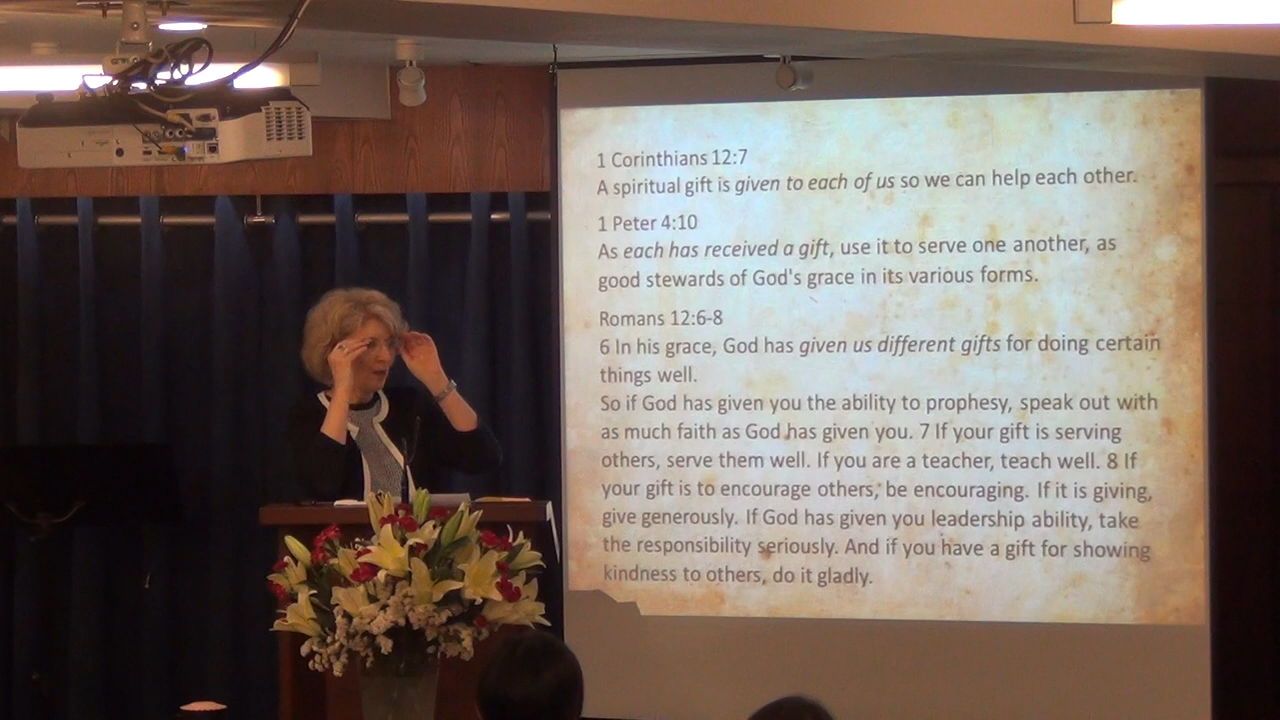 1 Corinthians 12:7
A spiritual gift is given to each of us so we can help each other.
1 Peter 4:10
As each has received a gift, use it to serve one another, as
good stewards of God's grace in its various forms.
Romans 12:6-8
6 In his grace, God has given us different gifts for doing certain
things well.
So if God has given you the ability to prophesy, speak out with
as much faith as God has given you. 7 If your gift is serving
others, serve them well. If you are a teacher, teach well. 8 If
your gift is to encourage others, be encouraging. If it is giving,
give generously. If God has given you leadership ability, take
the responsibility seriously. And if you have a gift for showing
kindness to others, do it gladly.